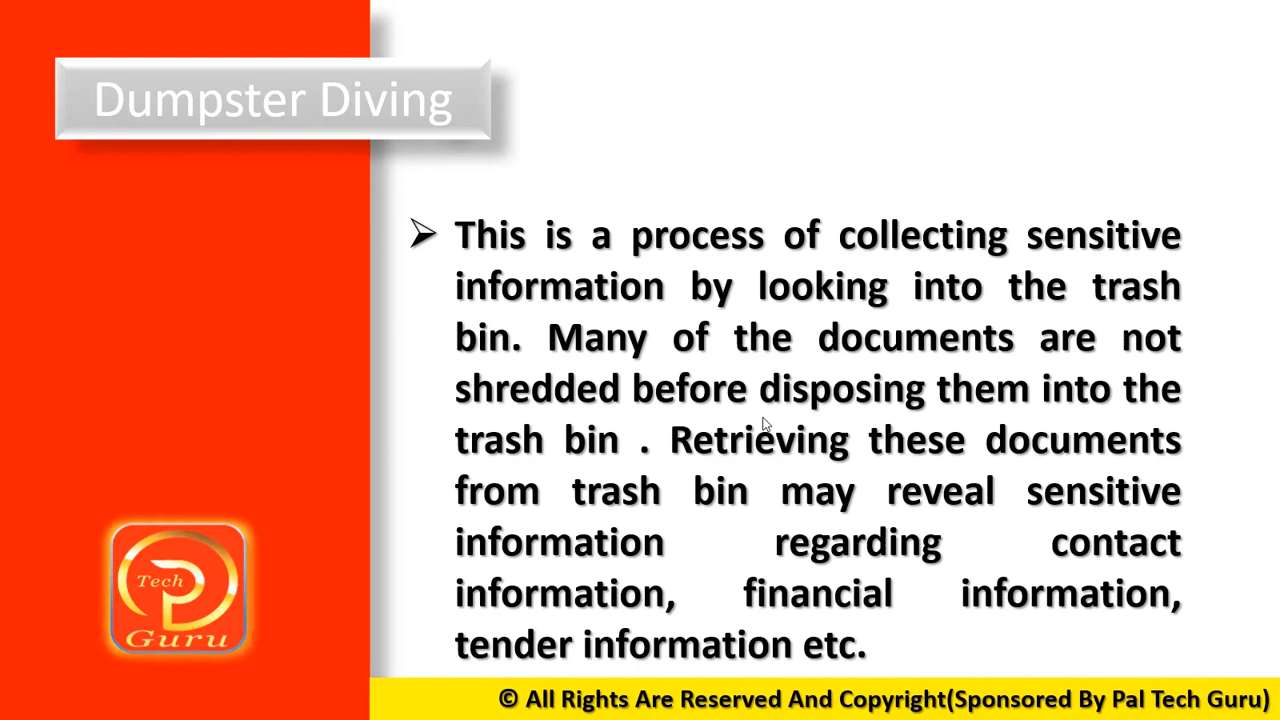 Dumpster Diving
➢ This is a process of collecting sensitive
information by looking into the trash
bin. Many of the documents are not
shredded before disposing them into the
trash bin . Retrieving these documents
from trash bin may reveal sensitive
information regarding contact
information, financial information,
tender information etc.
Tech
P
Guru
© All Rights Are Reserved And Copyright(Sponsored By Pal Tech Guru)